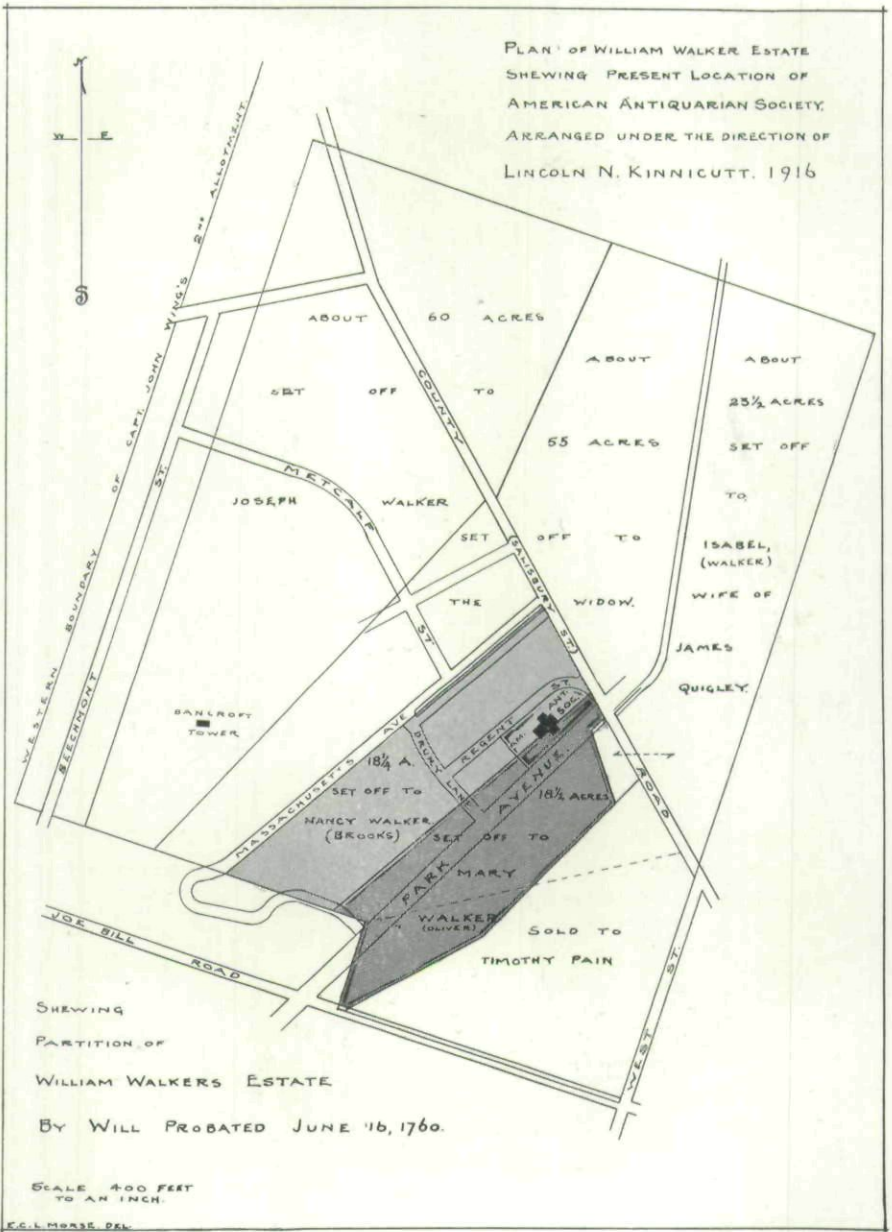 PLAN OF WILLIAM WALKER ESTATE
SHEWING PRESENT LOCATION OF
AMERICAN ANTIQUARIAN SOCIETY.
ARRANGED UNDER THE DIRECTION OF
LINCOLN N. KINNICUTT. 1916
N
W E
S
WESTERN BOUNDARY OF CAPT. JOHN WING'S 2ND ALLOTMENT.
BEECHMONT ST.
ABOUT 60 ACRES
SET OFF TO
JOSEPH WALKER
METCALF ST.
COUNTY (SALISBURY ST.) ROAD
ABOUT
55 ACRES
SET OFF TO
THE WIDOW.
ABOUT
23½ ACRES
SET OFF
TO
ISABEL,
(WALKER)
WIFE OF
JAMES
QUIGLEY.
BANCROFT
TOWER
MASSACHUSETTS AVE
DRURY LANE
REGENT ST.
AM. ANT. SOC.
PARK AVENUE.
18¼ A.
SET OFF TO
NANCY WALKER
(BROOKS)
18½ ACRES
SET OFF TO
MARY
WALKER
(OLIVER)
SOLD TO
TIMOTHY PAIN
JOE BILL ROAD
WEST ST.
SHEWING
PARTITION OF
WILLIAM WALKERS ESTATE
BY WILL PROBATED JUNE 16, 1760.
SCALE 400 FEET
TO AN INCH.
E.C.L. MORSE. DEL.